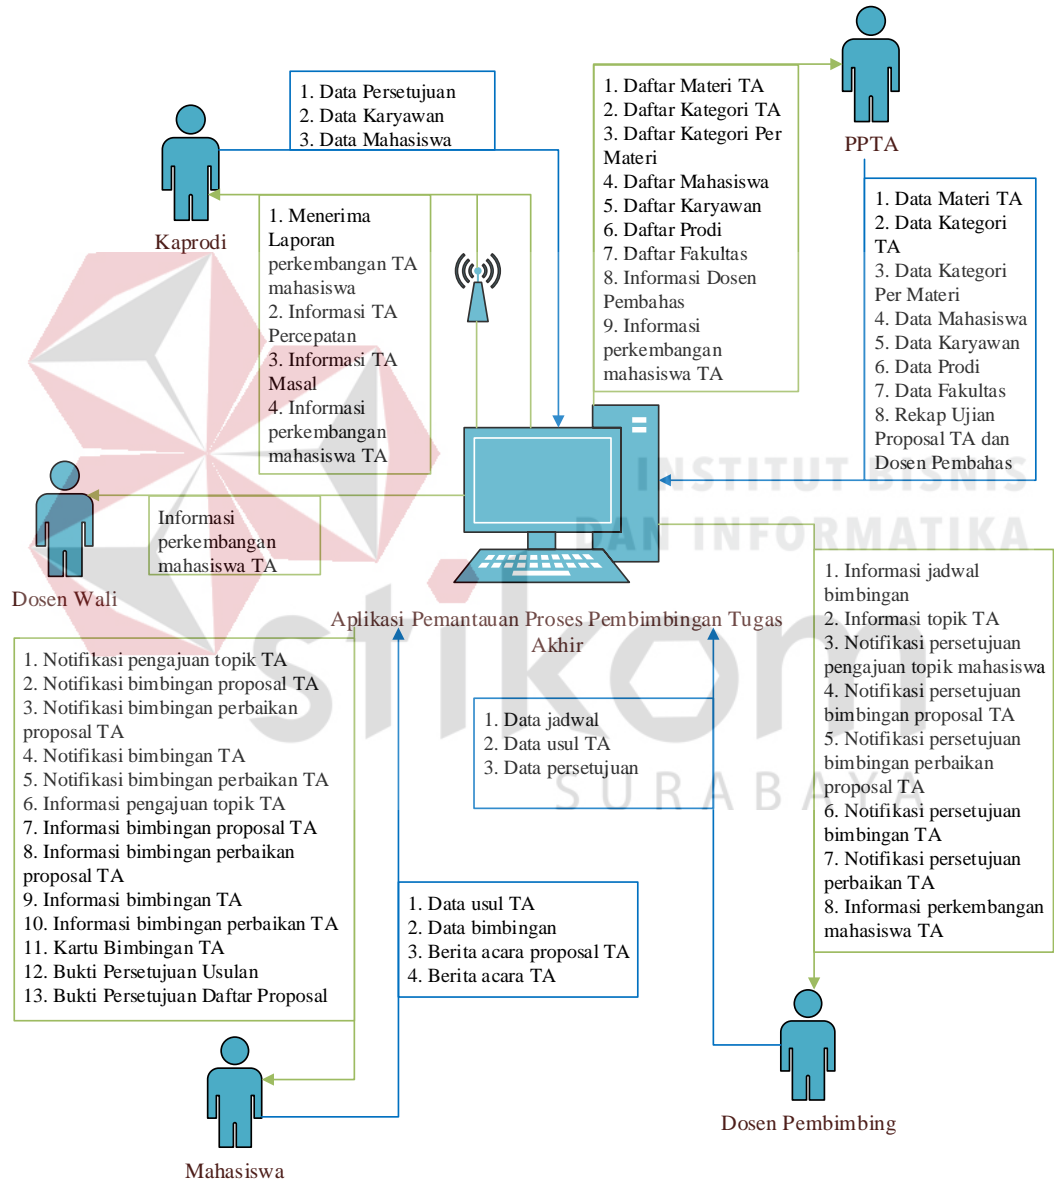 1. Data Persetujuan
2. Data Karyawan
3. Data Mahasiswa
Kaprodi
1. Menerima
Laporan
perkembangan TA
mahasiswa
2. Informasi TA
Percepatan
3. Informasi TA
Masal
4. Informasi
perkembangan
mahasiswa TA
1. Daftar Materi TA
2. Daftar Kategori TA
3. Daftar Kategori Per
Materi
4. Daftar Mahasiswa
5. Daftar Karyawan
6. Daftar Prodi
7. Daftar Fakultas
8. Informasi Dosen
Pembahas
9. Informasi
perkembangan
mahasiswa TA
PPTA
1. Data Materi TA
2. Data Kategori
TA
3. Data Kategori
Per Materi
4. Data Mahasiswa
5. Data Karyawan
6. Data Prodi
7. Data Fakultas
8. Rekap Ujian
Proposal TA dan
Dosen Pembahas
INSTITUT BISNIS
DAN INFORMATIKA
Informasi
perkembangan
mahasiswa TA
Dosen Wali
Aplikasi Pemantauan Proses Pembimbingan Tugas
Akhir
stikom
SURABAYA
1. Notifikasi pengajuan topik TA
2. Notifikasi bimbingan proposal TA
3. Notifikasi bimbingan perbaikan
proposal TA
4. Notifikasi bimbingan TA
5. Notifikasi bimbingan perbaikan TA
6. Informasi pengajuan topik TA
7. Informasi bimbingan proposal TA
8. Informasi bimbingan perbaikan
proposal TA
9. Informasi bimbingan TA
10. Informasi bimbingan perbaikan TA
11. Kartu Bimbingan TA
12. Bukti Persetujuan Usulan
13. Bukti Persetujuan Daftar Proposal
1. Data jadwal
2. Data usul TA
3. Data persetujuan
1. Informasi jadwal
bimbingan
2. Informasi topik TA
3. Notifikasi persetujuan
pengajuan topik mahasiswa
4. Notifikasi persetujuan
bimbingan proposal TA
5. Notifikasi persetujuan
bimbingan perbaikan
proposal TA
6. Notifikasi persetujuan
bimbingan TA
7. Notifikasi persetujuan
perbaikan TA
8. Informasi perkembangan
mahasiswa TA
1. Data usul TA
2. Data bimbingan
3. Berita acara proposal TA
4. Berita acara TA
Dosen Pembimbing
Mahasiswa